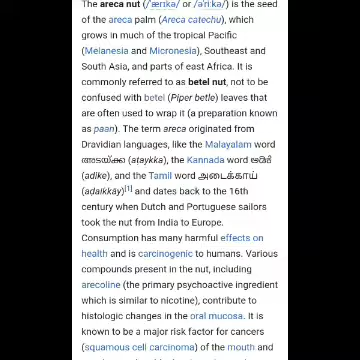 The areca nut (/ˈærɪkə/ or /əˈriːkə/) is the seed
of the areca palm (Areca catechu), which
grows in much of the tropical Pacific
(Melanesia and Micronesia), Southeast and
South Asia, and parts of east Africa. It is
commonly referred to as betel nut, not to be
confused with betel (Piper betle) leaves that
are often used to wrap it (a preparation known
as paan). The term areca originated from
Dravidian languages, like the Malayalam word
അടയ്ക്ക (aṭaykka), the Kannada word ಅಡಿಕೆ
(aḍike), and the Tamil word அடைக்காய்
(aḍaikkāy)[1] and dates back to the 16th
century when Dutch and Portuguese sailors
took the nut from India to Europe.
Consumption has many harmful effects on
health and is carcinogenic to humans. Various
compounds present in the nut, including
arecoline (the primary psychoactive ingredient
which is similar to nicotine), contribute to
histologic changes in the oral mucosa. It is
known to be a major risk factor for cancers
(squamous cell carcinoma) of the mouth and